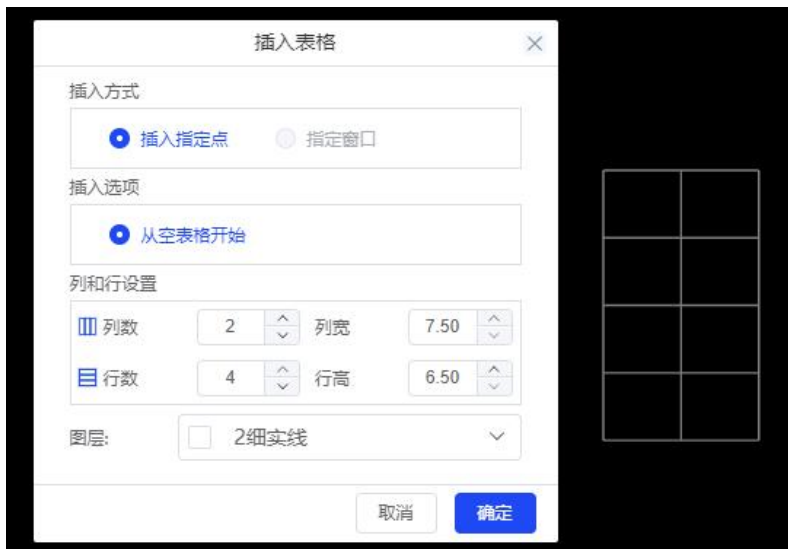 插入表格
插入方式
插入指定点 指定窗口
插入选项
从空表格开始
列和行设置
列数 2 列宽 7.50
行数 4 行高 6.50
图层: 2细实线
取消 确定